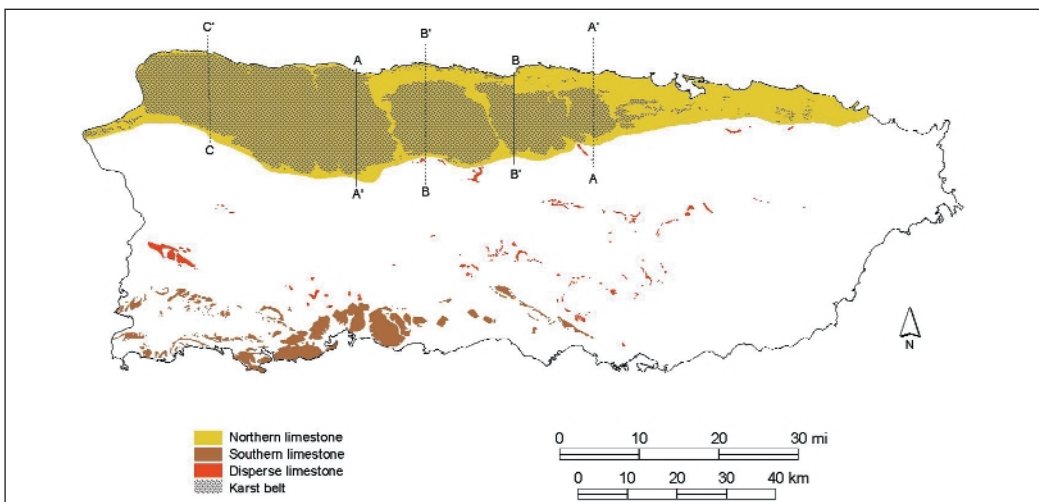 C'
A
B'
B
A'
C
A'
B
B'
A
N
Northern limestone
Southern limestone
Disperse limestone
Karst belt
0 10 20 30 mi
0 10 20 30 40 km